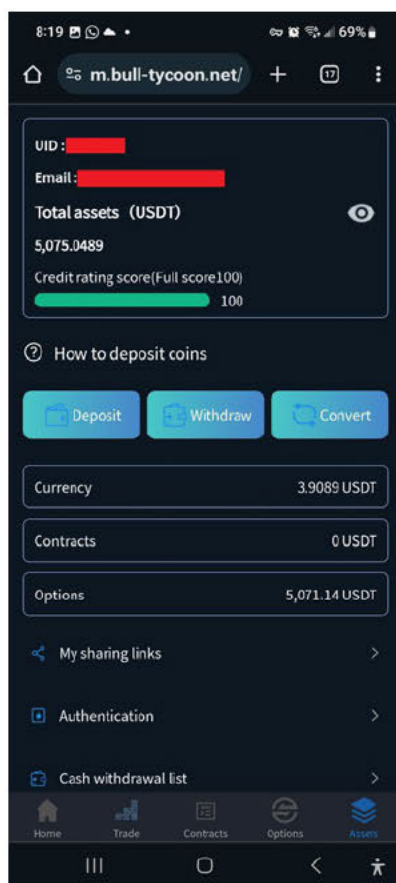 8:19 69%
m.bull-tycoon.net/ 17
UID :
Email :
Total assets（USDT）
5,075.0489
Credit rating score(Full score100)
100
How to deposit coins
Deposit Withdraw Convert
Currency 3.9089 USDT
Contracts 0 USDT
Options 5,071.14 USDT
My sharing links
Authentication
Cash withdrawal list
Home Trade Contracts Options Assets